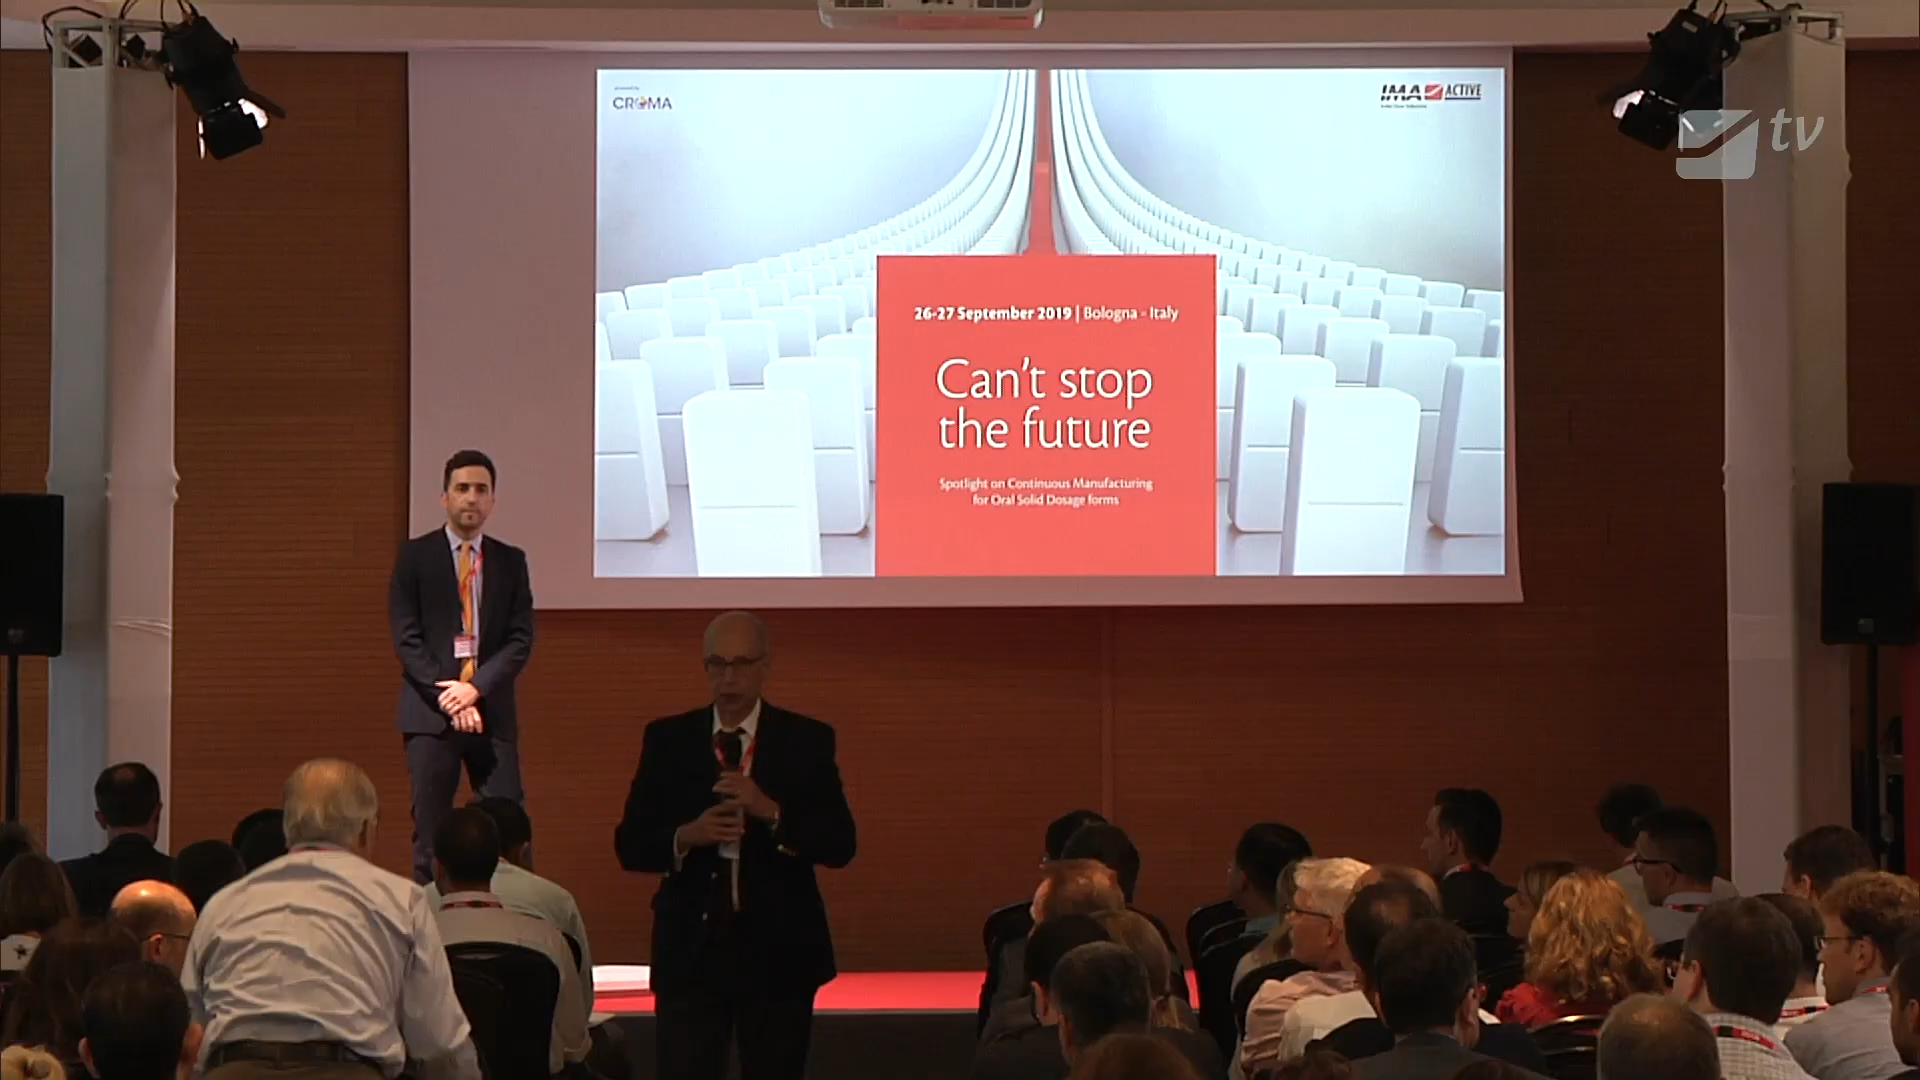 CROMA
IMA ACTIVE
tv
26-27 September 2019 | Bologna - Italy
Can't stop
the future
Spotlight on Continuous Manufacturing
for Oral Solid Dosage forms